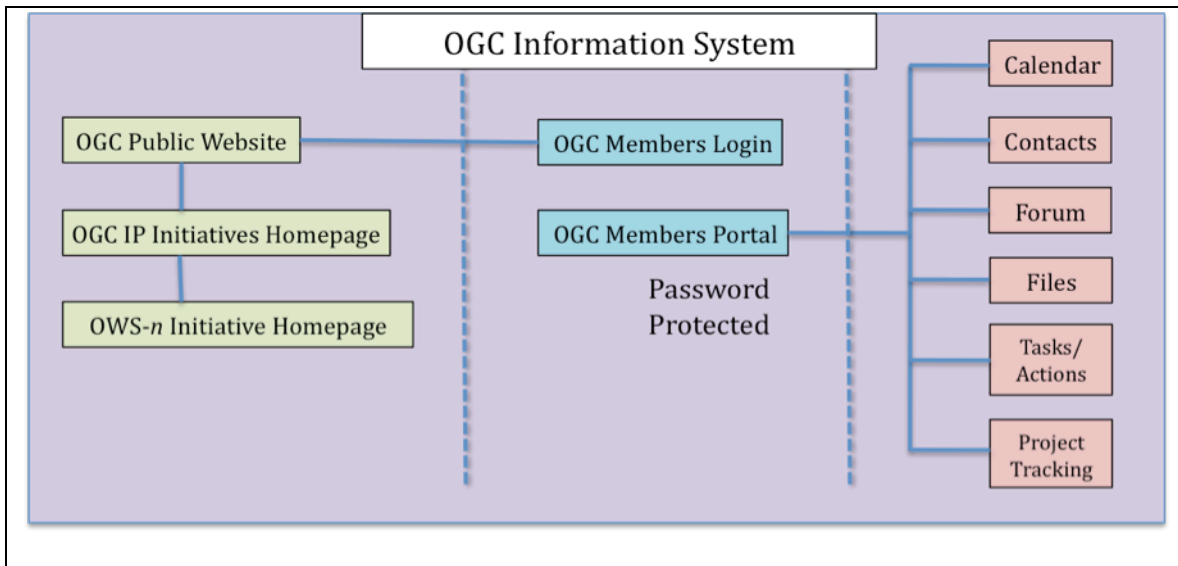 OGC Information System
OGC Public Website
OGC IP Initiatives Homepage
OWS-n Initiative Homepage
OGC Members Login
OGC Members Portal
Password
Protected
Calendar
Contacts
Forum
Files
Tasks/
Actions
Project
Tracking